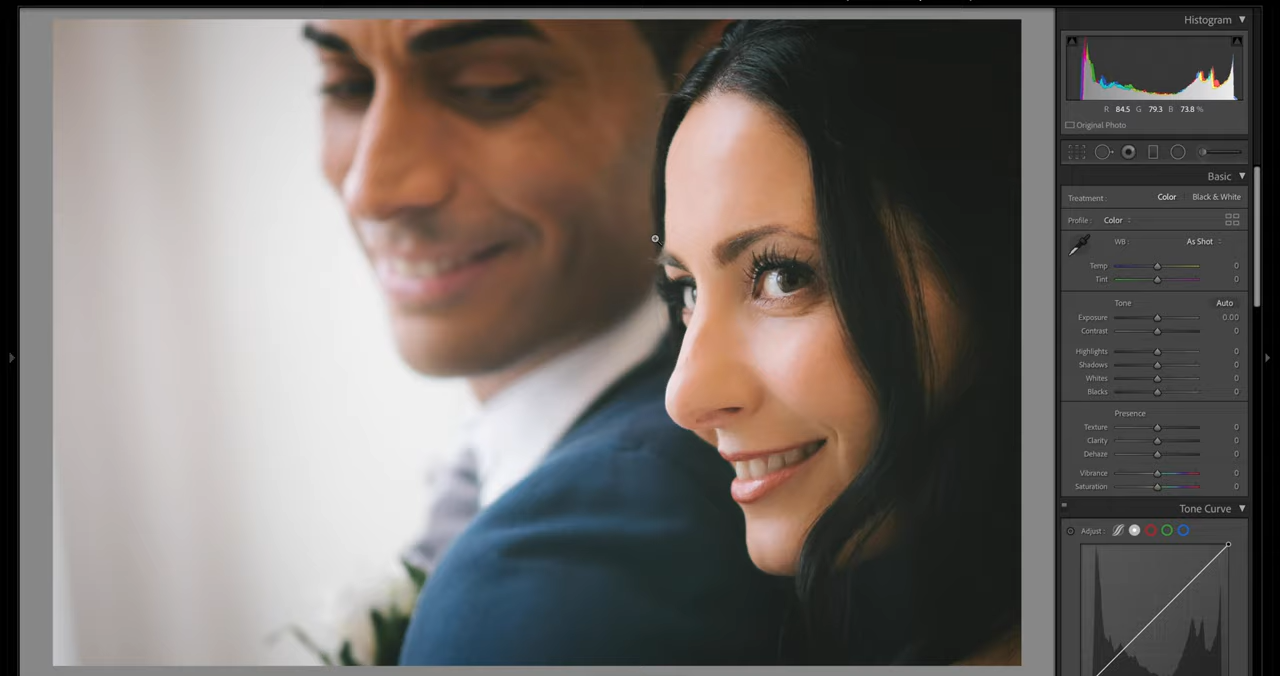 Histogram
R 84.5 G 79.3 B 73.8 %
Original Photo
Basic
Treatment : Color Black & White
Profile : Color
WB : As Shot
Temp 0
Tint 0
Tone Auto
Exposure 0.00
Contrast 0
Highlights 0
Shadows 0
Whites 0
Blacks 0
Presence
Texture 0
Clarity 0
Dehaze 0
Vibrance 0
Saturation 0
Tone Curve
Adjust :